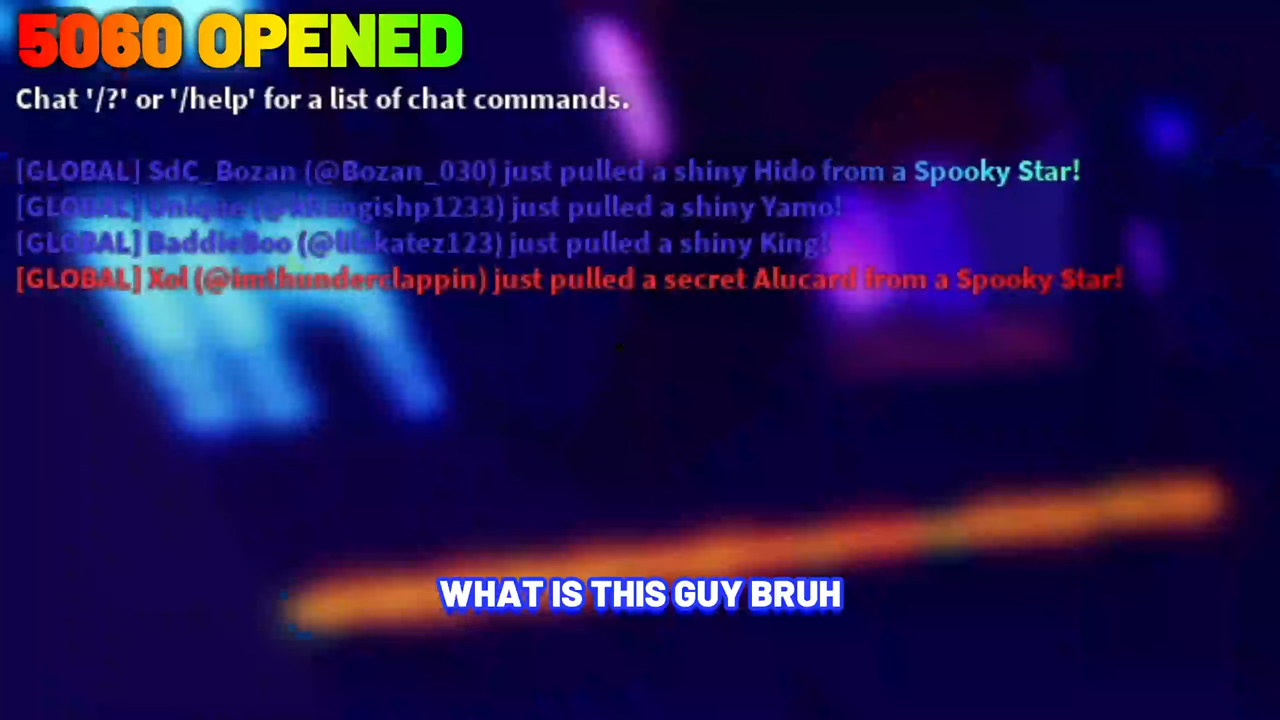 5060 OPENED
Chat '/?' or '/help' for a list of chat commands.
[GLOBAL] SdC_Bozan (@Bozan_030) just pulled a shiny Hido from a Spooky Star!
[GLOBAL] Unique just pulled a shiny Yamo!
[GLOBAL] BaddieBoo just pulled a shiny King!
[GLOBAL] Xol (@imthunderclappin) just pulled a secret Alucard from a Spooky Star!
WHAT IS THIS GUY BRUH